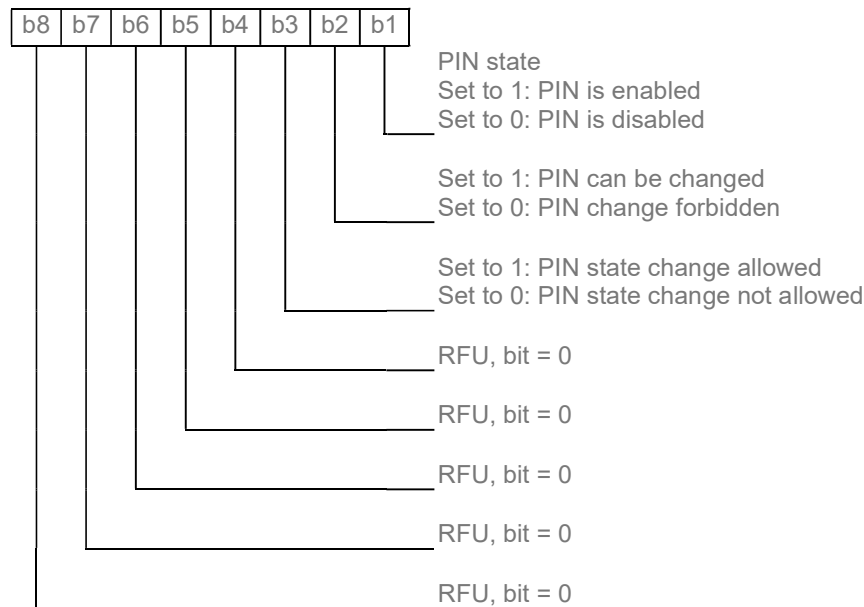 b8 b7 b6 b5 b4 b3 b2 b1
PIN state
Set to 1: PIN is enabled
Set to 0: PIN is disabled
Set to 1: PIN can be changed
Set to 0: PIN change forbidden
Set to 1: PIN state change allowed
Set to 0: PIN state change not allowed
RFU, bit = 0
RFU, bit = 0
RFU, bit = 0
RFU, bit = 0
RFU, bit = 0